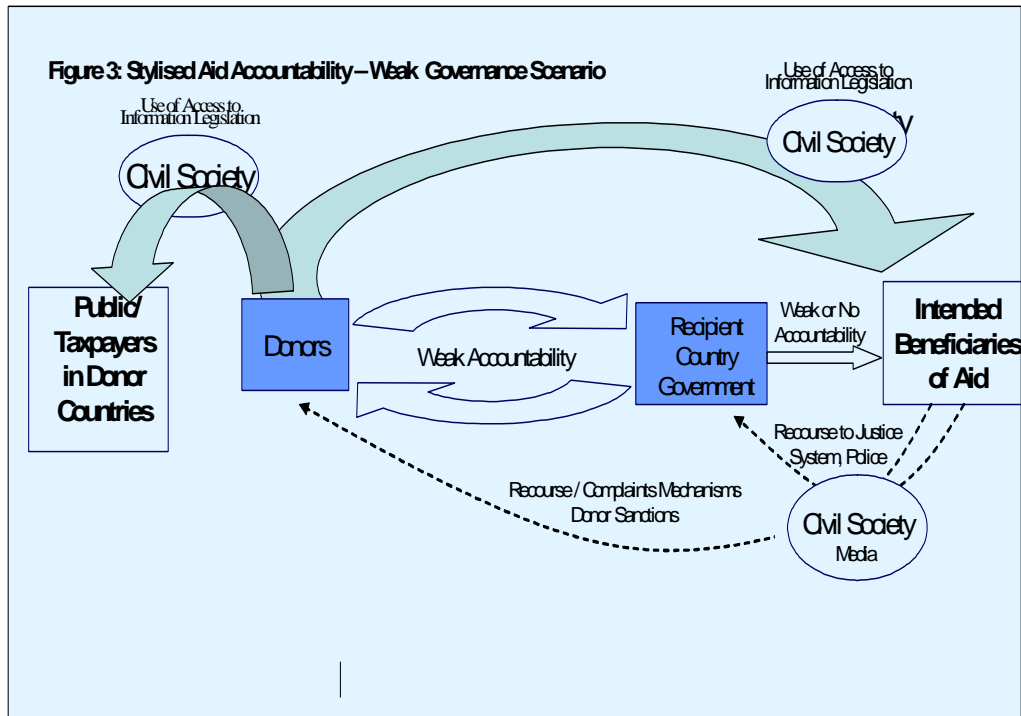 Figure 3: Stylised Aid Accountability – Weak Governance Scenario
Use of Access to
Information Legislation
Civil Society
Use of Access to
Information Legislation
ty
Civil Society
Public/
Taxpayers
in Donor
Countries
Donors
Weak Accountability
Recipient
Country
Government
Weak or No
Accountability
Intended
Beneficiaries
of Aid
Recourse to Justice
System, Police
Recourse / Complaints Mechanisms
Donor Sanctions
Civil Society
Media